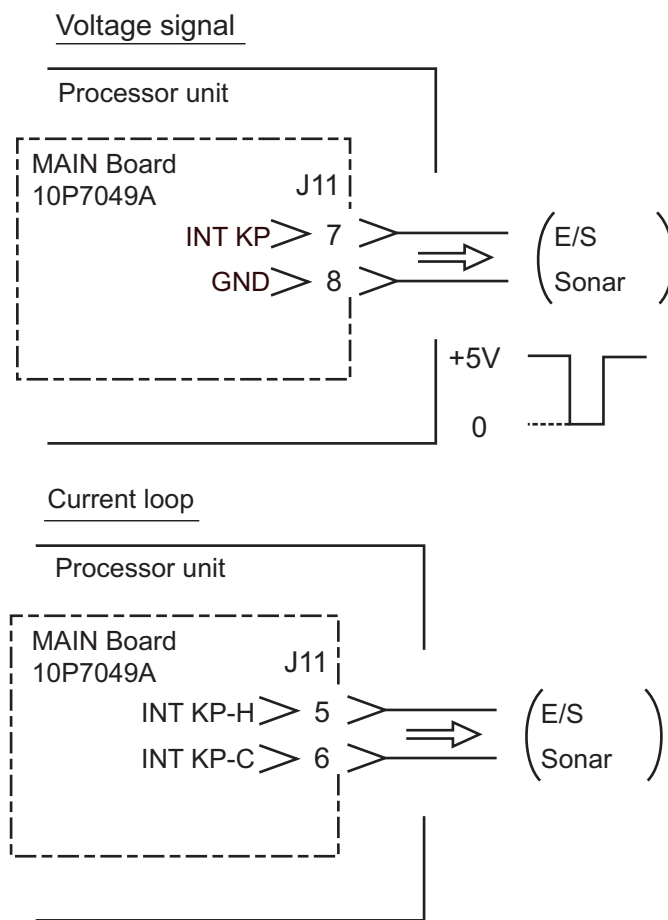 Voltage signal
Processor unit
MAIN Board
10P7049A
J11
INT KP 7
GND 8
E/S
Sonar
+5V
0
Current loop
Processor unit
MAIN Board
10P7049A
J11
INT KP-H 5
INT KP-C 6
E/S
Sonar